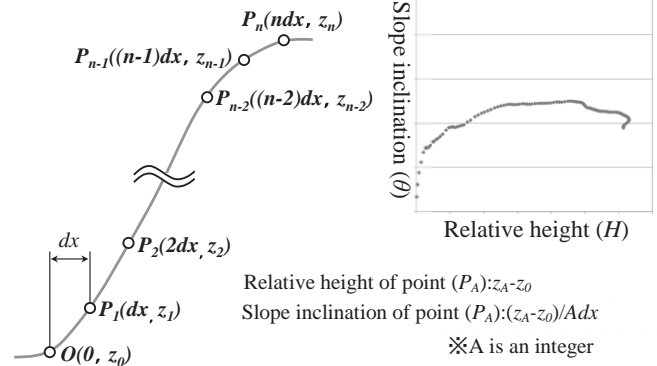 Pn(ndx, zn)
Pn-1((n-1)dx, zn-1)
Pn-2((n-2)dx, zn-2)
dx
P2(2dx, z2)
P1(dx, z1)
O(0, z0)
Slope inclination (θ)
Relative height (H)
Relative height of point (PA):zA-z0
Slope inclination of point (PA):(zA-z0)/Adx
※A is an integer